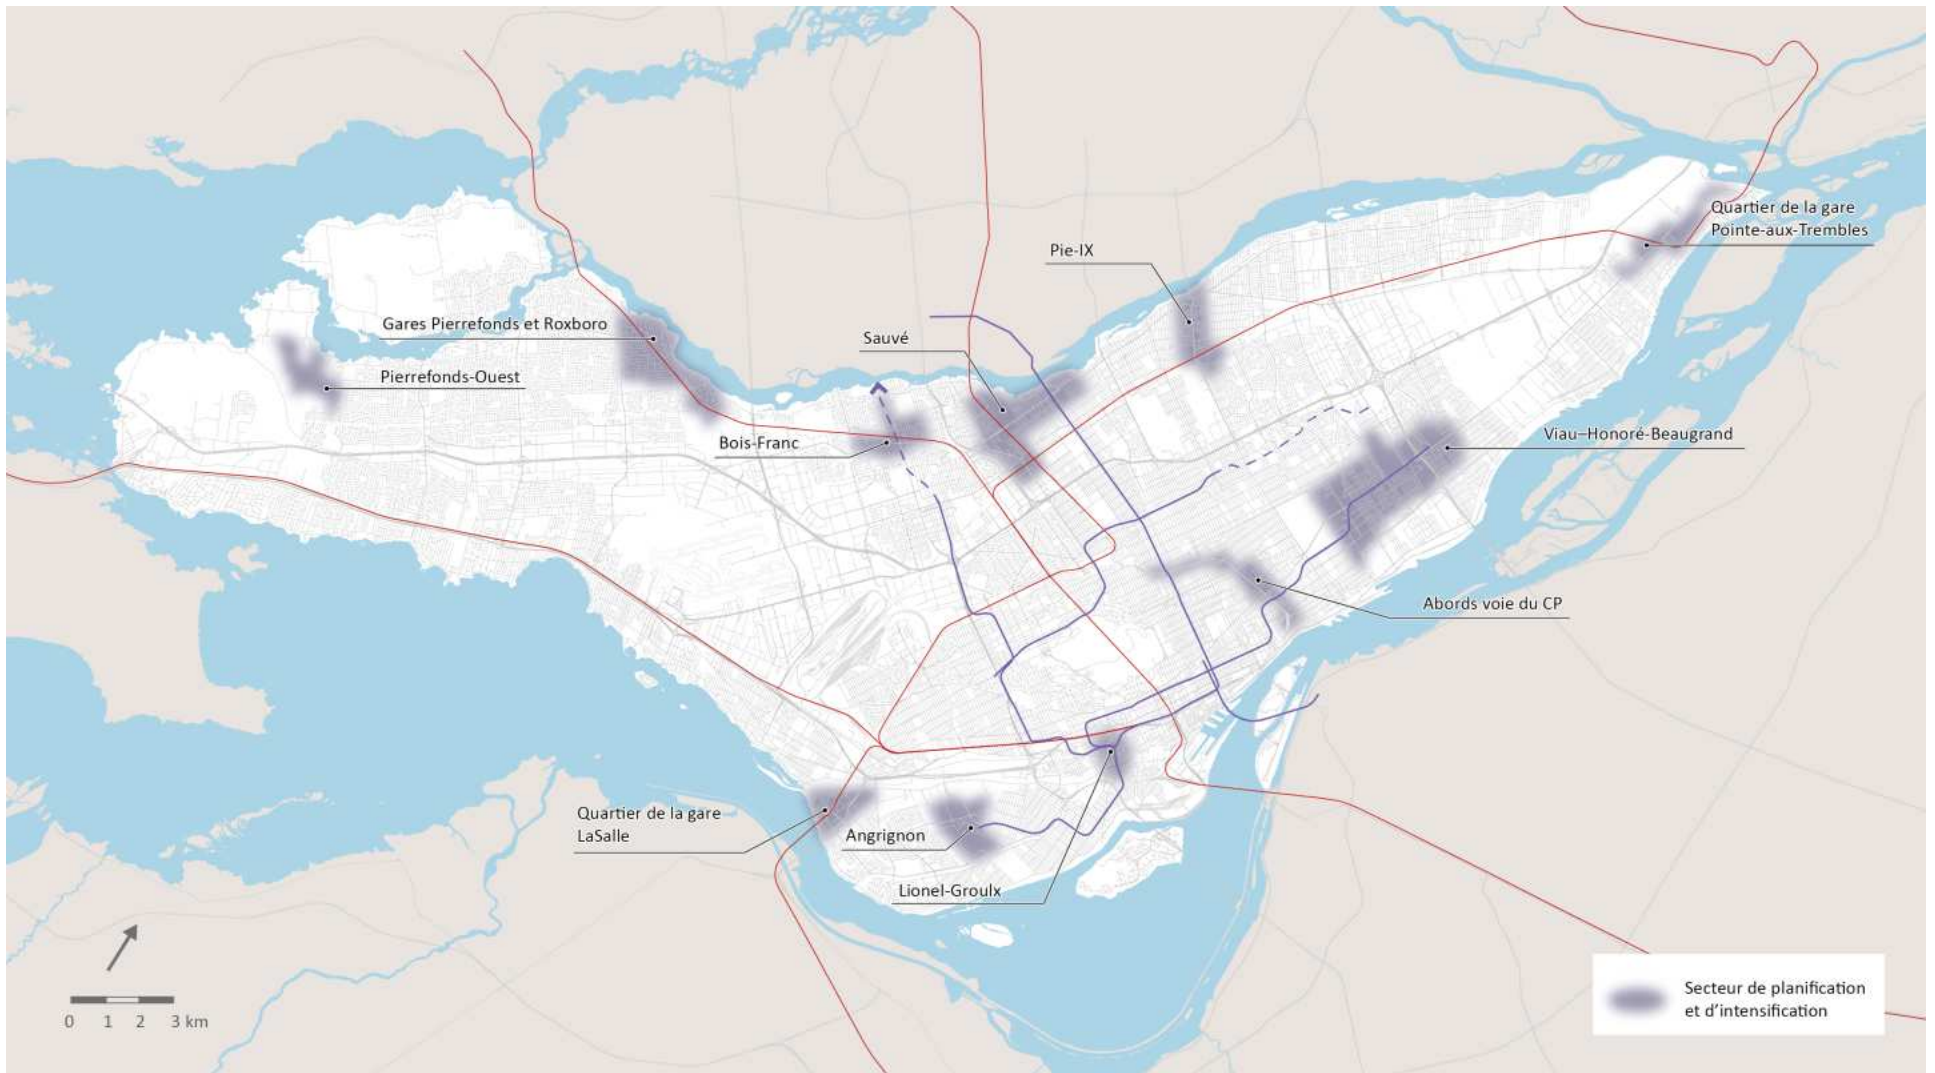 Quartier de la gare
Pointe-aux-Trembles
Pie-IX
Gares Pierrefonds et Roxboro
Sauvé
Pierrefonds-Ouest
Bois-Franc
Viau–Honoré-Beaugrand
Abords voie du CP
Quartier de la gare
LaSalle
Angrignon
Lionel-Groulx
0 1 2 3 km
Secteur de planification
et d'intensification